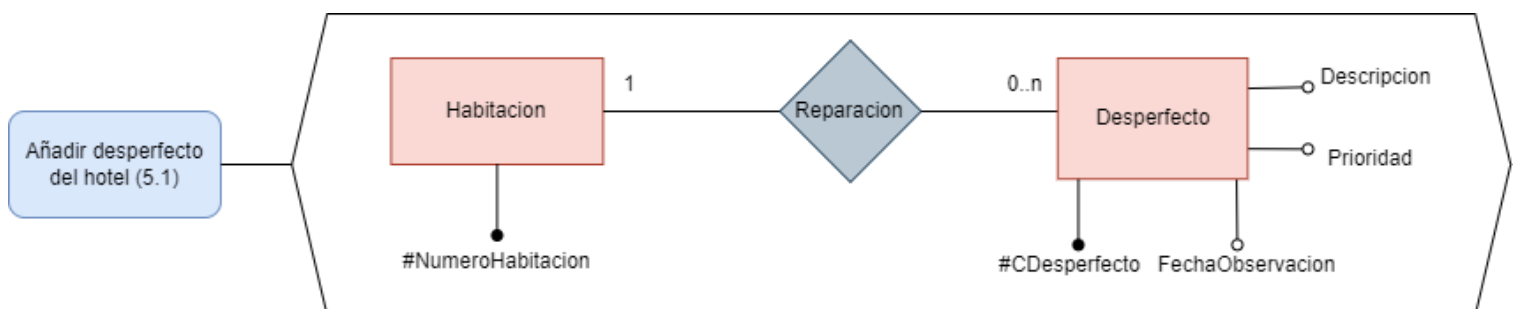 Añadir desperfecto
del hotel (5.1)
Habitacion
1
Reparacion
0..n
Desperfecto
Descripcion
Prioridad
#NumeroHabitacion
#CDesperfecto
FechaObservacion